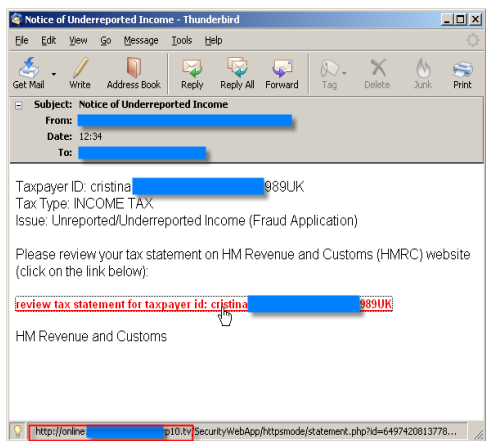 Notice of Underreported Income - Thunderbird
File Edit View Go Message Tools Help
Get Mail Write Address Book Reply Reply All Forward Tag Delete Junk Print
Subject: Notice of Underreported Income
From:
Date: 12:34
To:
Taxpayer ID: cristina 989UK
Tax Type: INCOME TAX
Issue: Unreported/Underreported Income (Fraud Application)
Please review your tax statement on HM Revenue and Customs (HMRC) website
(click on the link below):
review tax statement for taxpayer id: cristina 989UK
HM Revenue and Customs
http://online. p10.tv/SecurityWebApp/httpsmode/statement.php?id=6497420813778...